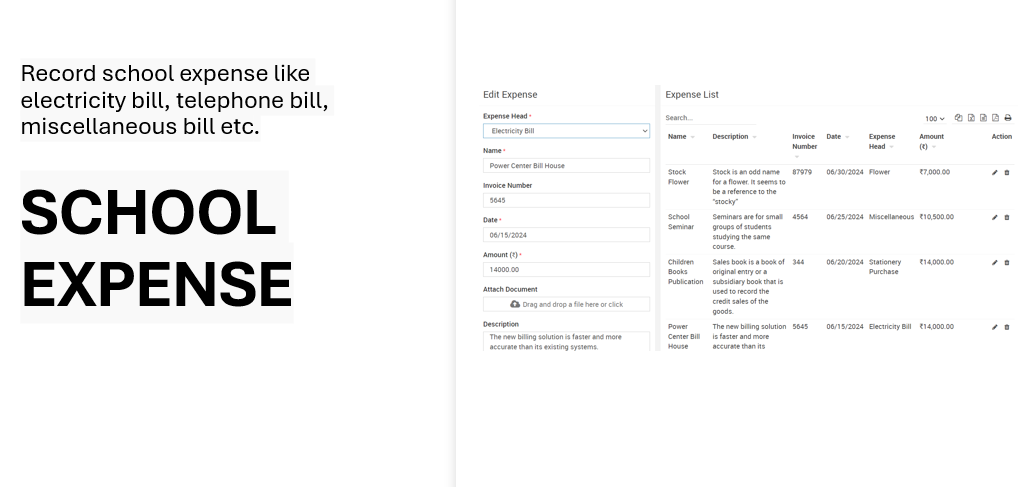 Record school expense like
electricity bill, telephone bill,
miscellaneous bill etc.
SCHOOL
EXPENSE
Edit Expense
Expense Head *
Electricity Bill
Name *
Power Center Bill House
Invoice Number
5645
Date *
06/15/2024
Amount (₹) *
14000.00
Attach Document
Drag and drop a file here or click
Description
The new billing solution is faster and more
accurate than its existing systems.
Expense List
Search...
100
Name Description Invoice Number Date Expense Head Amount (₹) Action
Stock Flower
Stock is an odd name
for a flower. It seems to
be a reference to the
"stocky"
87979 06/30/2024 Flower ₹7,000.00
School Seminar
Seminars are for small
groups of students
studying the same
course.
4564 06/25/2024 Miscellaneous ₹10,500.00
Children Books Publication
Sales book is a book of
original entry or a
subsidiary book that is
used to record the
credit sales of the
goods.
344 06/20/2024 Stationery Purchase ₹14,000.00
Power Center Bill House
The new billing solution
is faster and more
accurate than its
5645 06/15/2024 Electricity Bill ₹14,000.00